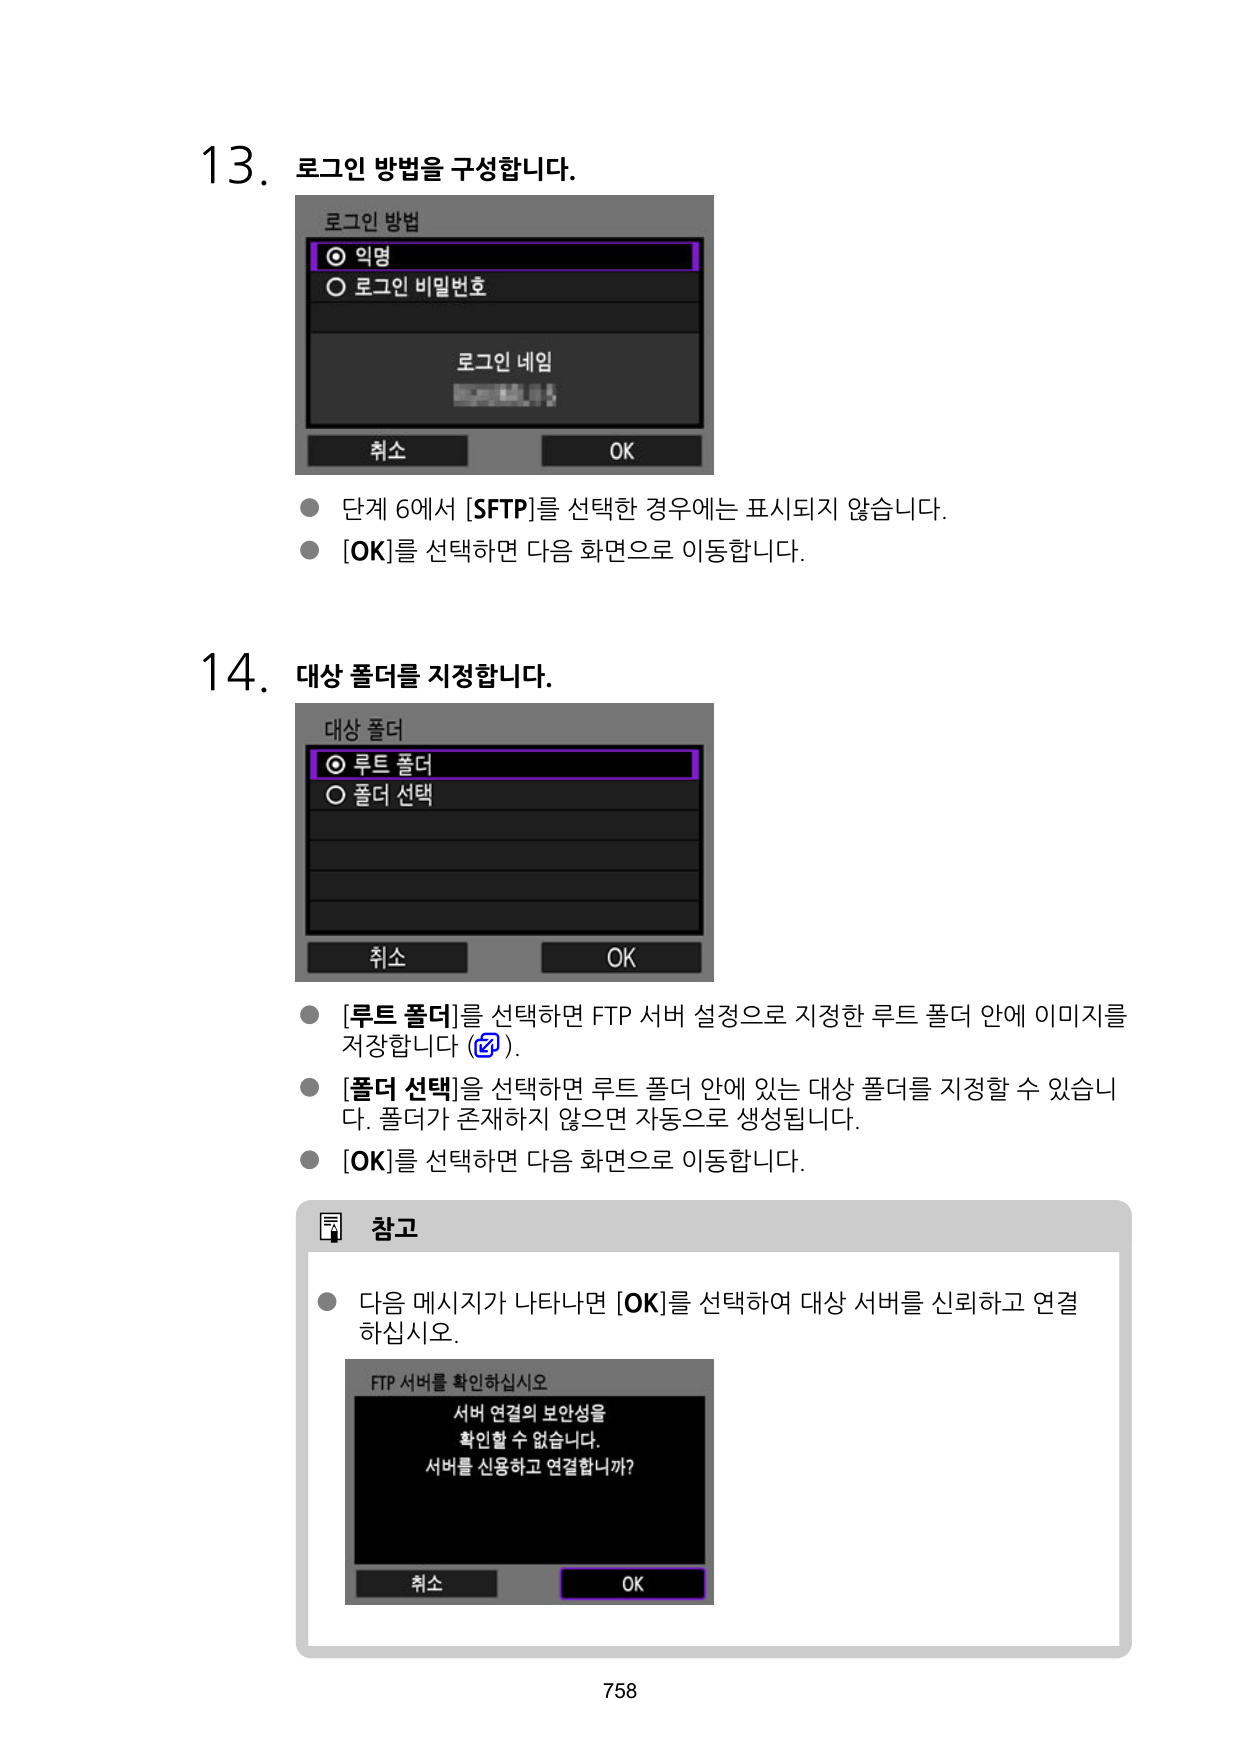 13. 로그인 방법을 구성합니다.
로그인 방법
익명
로그인 비밀번호
로그인 네임
취소 OK
단계 6에서 [SFTP]를 선택한 경우에는 표시되지 않습니다.
[OK]를 선택하면 다음 화면으로 이동합니다.
14. 대상 폴더를 지정합니다.
대상 폴더
루트 폴더
폴더 선택
취소 OK
[루트 폴더]를 선택하면 FTP 서버 설정으로 지정한 루트 폴더 안에 이미지를
저장합니다 ( ).
[폴더 선택]을 선택하면 루트 폴더 안에 있는 대상 폴더를 지정할 수 있습니
다. 폴더가 존재하지 않으면 자동으로 생성됩니다.
[OK]를 선택하면 다음 화면으로 이동합니다.
참고
다음 메시지가 나타나면 [OK]를 선택하여 대상 서버를 신뢰하고 연결
하십시오.
FTP 서버를 확인하십시오
서버 연결의 보안성을
확인할 수 없습니다.
서버를 신용하고 연결합니까?
취소 OK
758